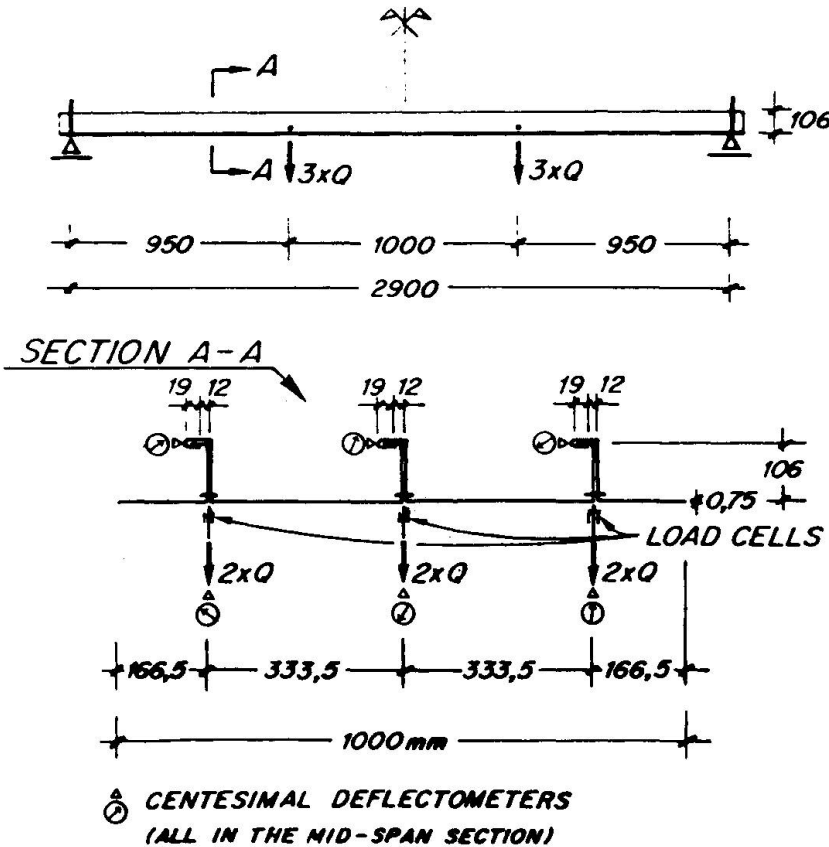 A
106
A
3xQ
3xQ
950
1000
950
2900
SECTION A-A
19 12
19 12
19 12
106
0,75
LOAD CELLS
2xQ
2xQ
2xQ
166,5
333,5
333,5
166,5
1000mm
CENTESIMAL DEFLECTOMETERS
(ALL IN THE MID-SPAN SECTION)